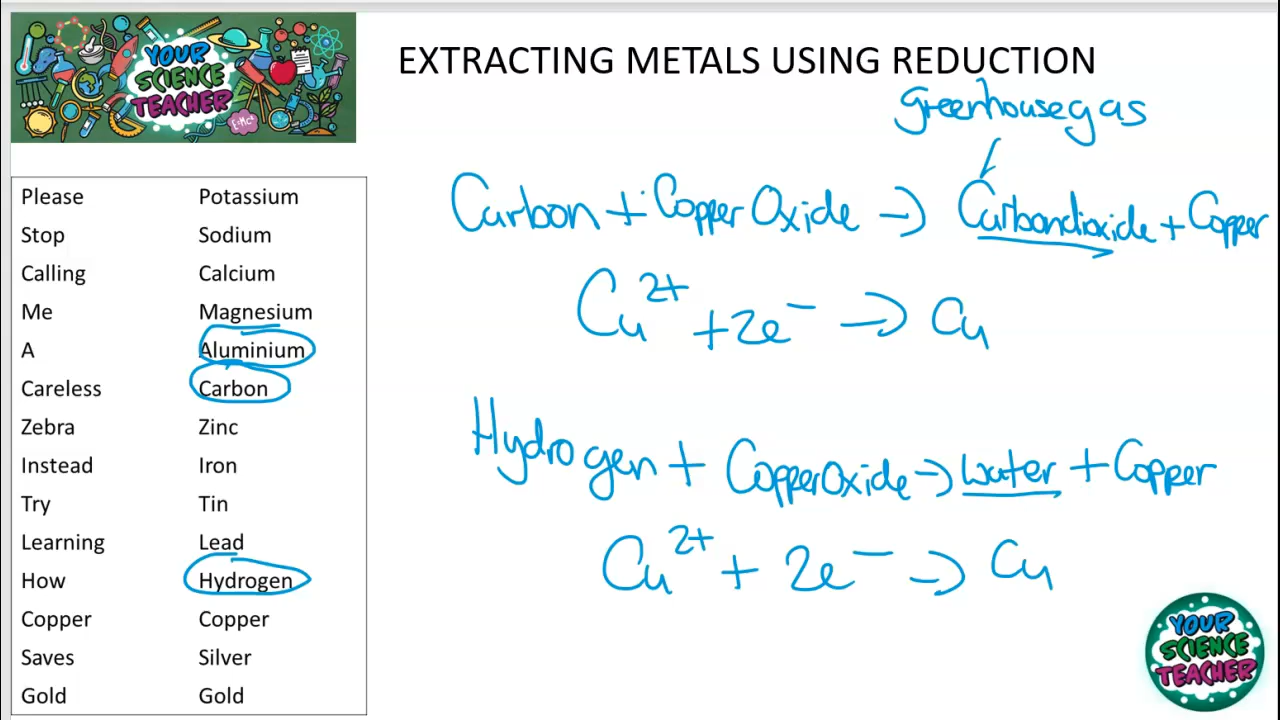 YOUR
SCIENCE
TEACHER
E=Mc²
EXTRACTING METALS USING REDUCTION
greenhouse gas
Carbon + Copper Oxide → Carbondioxide + Copper
Cu²⁺ + 2e⁻ → Cu
Hydrogen + Copper Oxide → water + Copper
Cu²⁺ + 2e⁻ → Cu
Please Potassium
Stop Sodium
Calling Calcium
Me Magnesium
A Aluminium
Careless Carbon
Zebra Zinc
Instead Iron
Try Tin
Learning Lead
How Hydrogen
Copper Copper
Saves Silver
Gold Gold
YOUR
SCIENCE
TEACHER